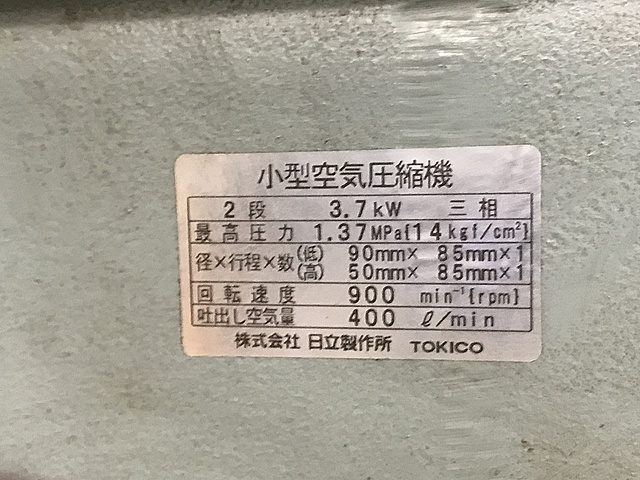 小型空気圧縮機
2段 3.7kW 三相
最高圧力 1.37MPa{14kgf/cm²}
径×行程×数(低) 90mm× 85mm×1
(高) 50mm× 85mm×1
回転速度 900 min⁻¹{rpm}
吐出し空気量 400 ℓ/min
株式会社 日立製作所 TOKICO